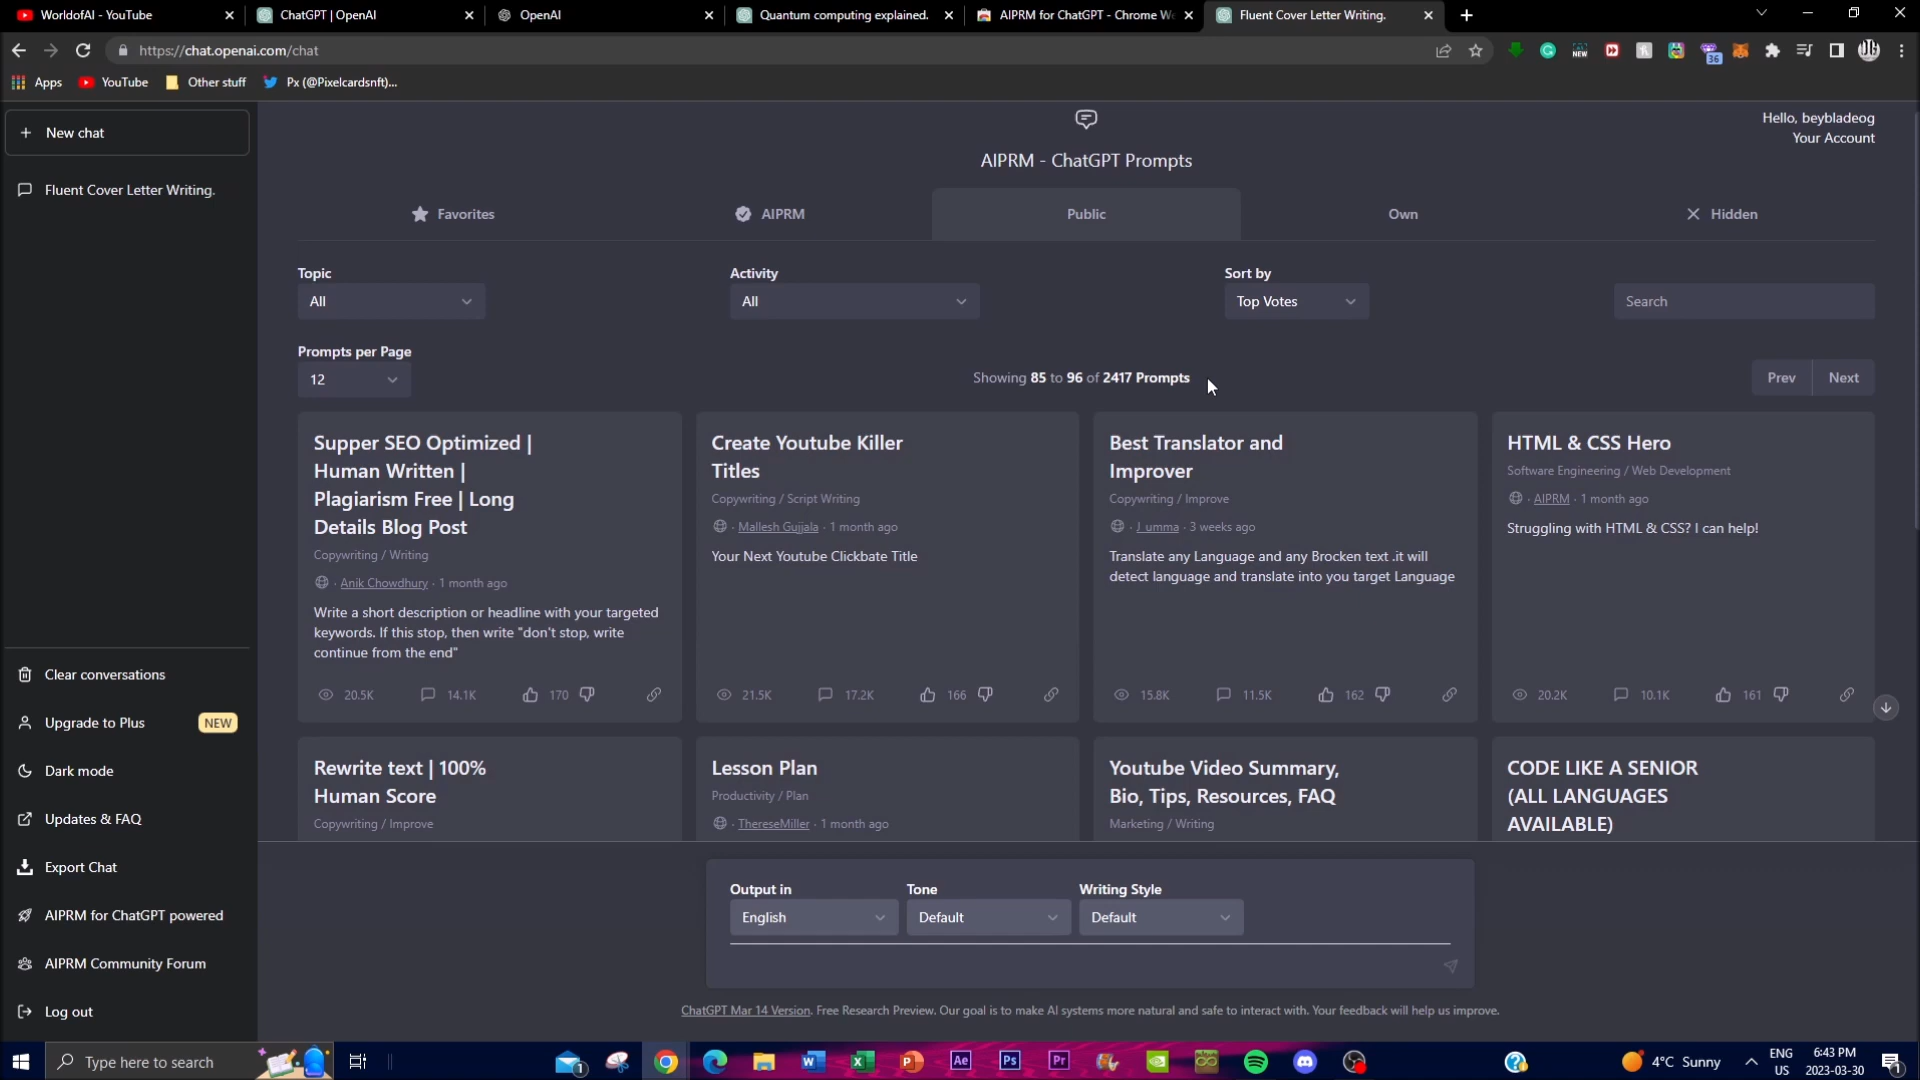 WorldofAI - YouTube
ChatGPT | OpenAI
OpenAI
Quantum computing explained.
AIPRM for ChatGPT - Chrome We
Fluent Cover Letter Writing.
https://chat.openai.com/chat
NEW
36
Apps
YouTube
Other stuff
Px (@Pixelcardsnft)...
New chat
Fluent Cover Letter Writing.
Clear conversations
Upgrade to Plus
NEW
Dark mode
Updates & FAQ
Export Chat
AIPRM for ChatGPT powered
AIPRM Community Forum
Log out
Hello, beybladeog
Your Account
AIPRM - ChatGPT Prompts
Favorites
AIPRM
Public
Own
Hidden
Topic
All
Activity
All
Sort by
Top Votes
Search
Prompts per Page
12
Showing 85 to 96 of 2417 Prompts
Prev
Next
Supper SEO Optimized |
Human Written |
Plagiarism Free | Long
Details Blog Post
Copywriting / Writing
· Anik Chowdhury · 1 month ago
Write a short description or headline with your targeted
keywords. If this stop, then write "don't stop, write
continue from the end"
20.5K
14.1K
170
Create Youtube Killer
Titles
Copywriting / Script Writing
· Mallesh Gujjala · 1 month ago
Your Next Youtube Clickbate Title
21.5K
17.2K
166
Best Translator and
Improver
Copywriting / Improve
· J_umma · 3 weeks ago
Translate any Language and any Brocken text .it will
detect language and translate into you target Language
15.8K
11.5K
162
HTML & CSS Hero
Software Engineering / Web Development
· AIPRM · 1 month ago
Struggling with HTML & CSS? I can help!
20.2K
10.1K
161
Rewrite text | 100%
Human Score
Copywriting / Improve
Lesson Plan
Productivity / Plan
· ThereseMiller · 1 month ago
Youtube Video Summary,
Bio, Tips, Resources, FAQ
Marketing / Writing
CODE LIKE A SENIOR
(ALL LANGUAGES
AVAILABLE)
Output in
English
Tone
Default
Writing Style
Default
ChatGPT Mar 14 Version. Free Research Preview. Our goal is to make AI systems more natural and safe to interact with. Your feedback will help us improve.
Type here to search
1
Ae
Ps
Pr
4°C Sunny
ENG
US
6:43 PM
2023-03-30
1